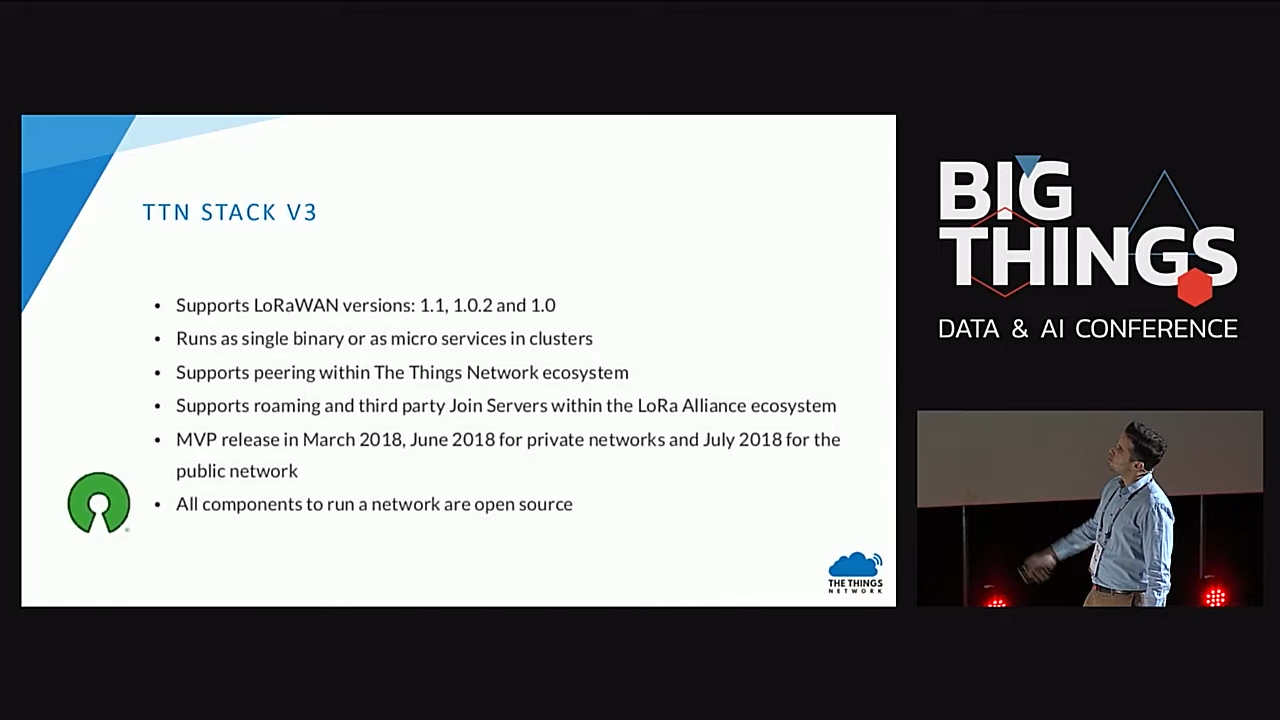 TTN STACK V3
• Supports LoRaWAN versions: 1.1, 1.0.2 and 1.0
• Runs as single binary or as micro services in clusters
• Supports peering within The Things Network ecosystem
• Supports roaming and third party Join Servers within the LoRa Alliance ecosystem
• MVP release in March 2018, June 2018 for private networks and July 2018 for the
public network
• All components to run a network are open source
THE THINGS
NETWORK
BIG
THINGS
DATA & AI CONFERENCE